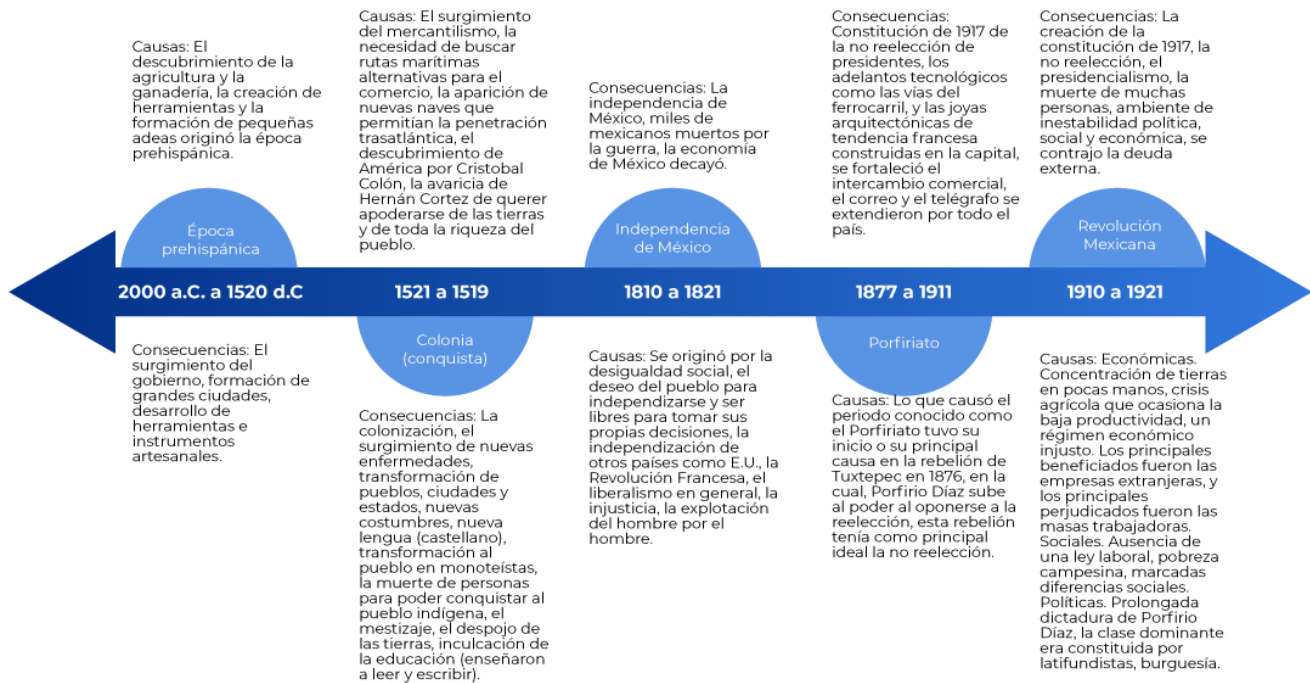 Causas: El
descubrimiento de la
agricultura y la
ganadería, la creación de
herramientas y la
formación de pequeñas
adeas originó la época
prehispánica.
Época
prehispánica
2000 a.C. a 1520 d.C
Consecuencias: El
surgimiento del
gobierno, formación de
grandes ciudades,
desarrollo de
herramientas e
instrumentos
artesanales.
Causas: El surgimiento
del mercantilismo, la
necesidad de buscar
rutas marítimas
alternativas para el
comercio, la aparición de
nuevas naves que
permitían la penetración
trasatlántica, el
descubrimiento de
América por Cristobal
Colón, la avaricia de
Hernán Cortez de querer
apoderarse de las tierras
y de toda la riqueza del
pueblo.
1521 a 1519
Colonia
(conquista)
Consecuencias: La
colonización, el
surgimiento de nuevas
enfermedades,
transformación de
pueblos, ciudades y
estados, nuevas
costumbres, nueva
lengua (castellano),
transformación al
pueblo en monoteístas,
la muerte de personas
para poder conquistar al
pueblo indígena, el
mestizaje, el despojo de
las tierras, inculcación de
la educación (enseñaron
a leer y escribir).
Consecuencias: La
independencia de
México, miles de
mexicanos muertos por
la guerra, la economía
de México decayó.
Independencia
de México
1810 a 1821
Causas: Se originó por la
desigualdad social, el
deseo del pueblo para
independizarse y ser
libres para tomar sus
propias decisiones, la
independización de
otros países como E.U., la
Revolución Francesa, el
liberalismo en general, la
injusticia, la explotación
del hombre por el
hombre.
Consecuencias:
Constitución de 1917 de
la no reelección de
presidentes, los
adelantos tecnológicos
como las vías del
ferrocarril, y las joyas
arquitectónicas de
tendencia francesa
construidas en la capital,
se fortaleció el
intercambio comercial,
el correo y el telégrafo se
extendieron por todo el
país.
1877 a 1911
Porfiriato
Causas: Lo que causó el
periodo conocido como
el Porfiriato tuvo su
inicio o su principal
causa en la rebelión de
Tuxtepec en 1876, en la
cual, Porfirio Díaz sube
al poder al oponerse a la
reelección, esta rebelión
tenía como principal
ideal la no reelección.
Consecuencias: La
creación de la
constitución de 1917, la
no reelección, el
presidencialismo, la
muerte de muchas
personas, ambiente de
inestabilidad política,
social y económica, se
contrajo la deuda
externa.
Revolución
Mexicana
1910 a 1921
Causas: Económicas.
Concentración de tierras
en pocas manos, crisis
agrícola que ocasiona la
baja productividad, un
régimen económico
injusto. Los principales
beneficiados fueron las
empresas extranjeras, y
los principales
perjudicados fueron las
masas trabajadoras.
Sociales. Ausencia de
una ley laboral, pobreza
campesina, marcadas
diferencias sociales.
Políticas. Prolongada
dictadura de Porfirio
Díaz, la clase dominante
era constituida por
latifundistas, burguesía.